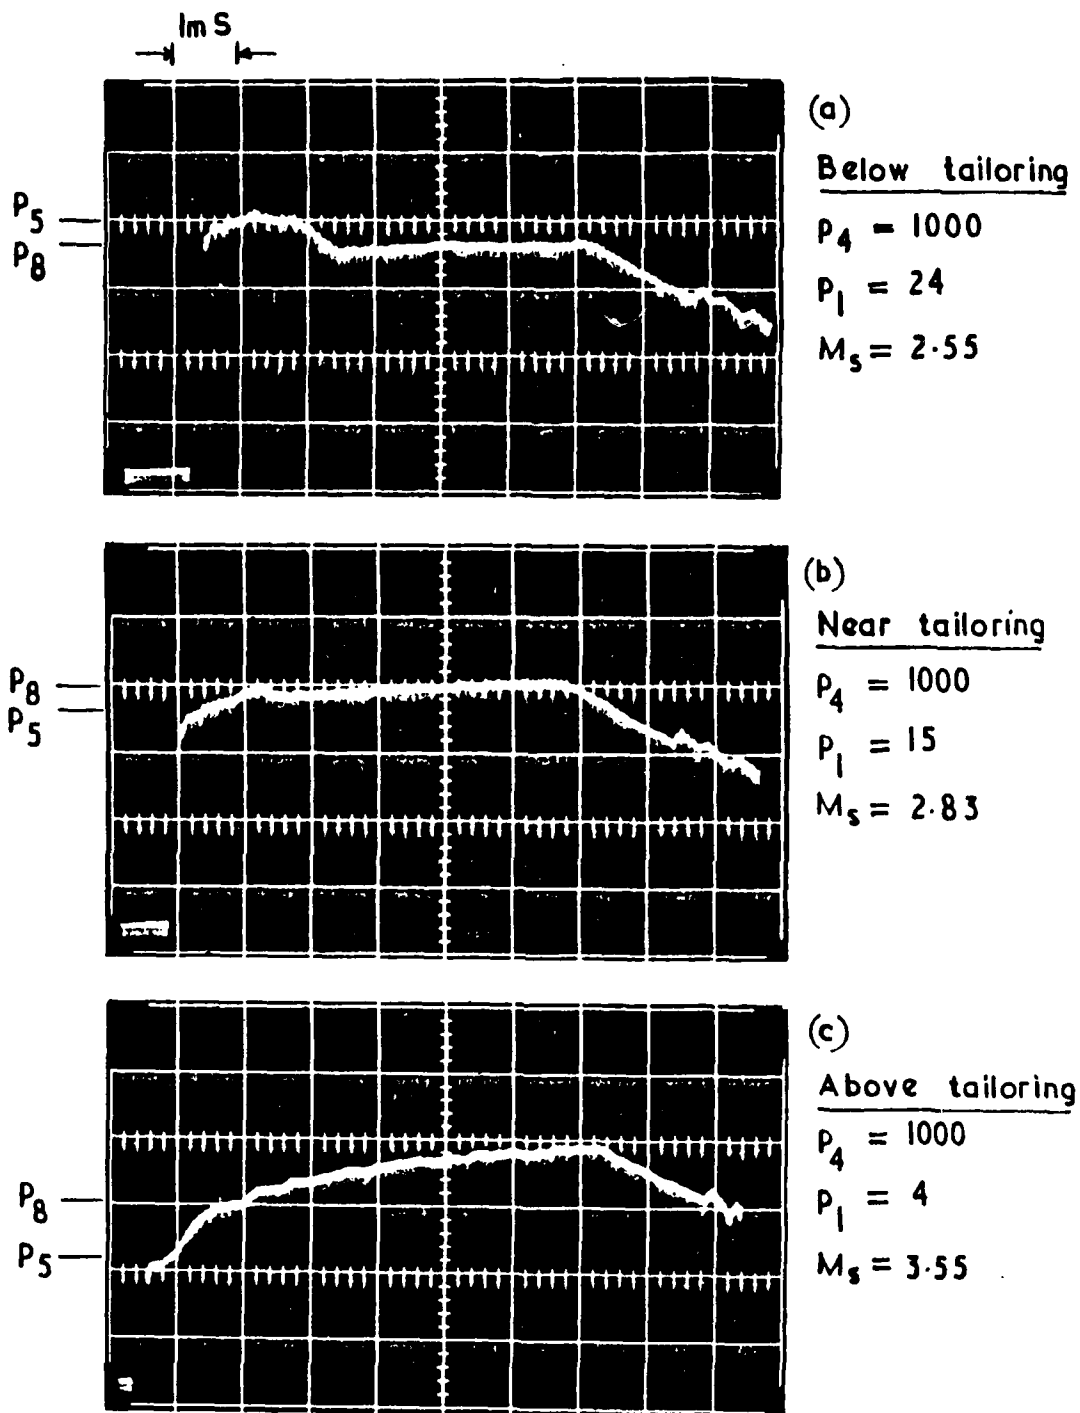 1mS
(a)
Below tailoring
P5
P8
P4 = 1000
P1 = 24
Ms = 2.55
(b)
Near tailoring
P8
P5
P4 = 1000
P1 = 15
Ms = 2.83
(c)
Above tailoring
P4 = 1000
P8
P1 = 4
P5
Ms = 3.55